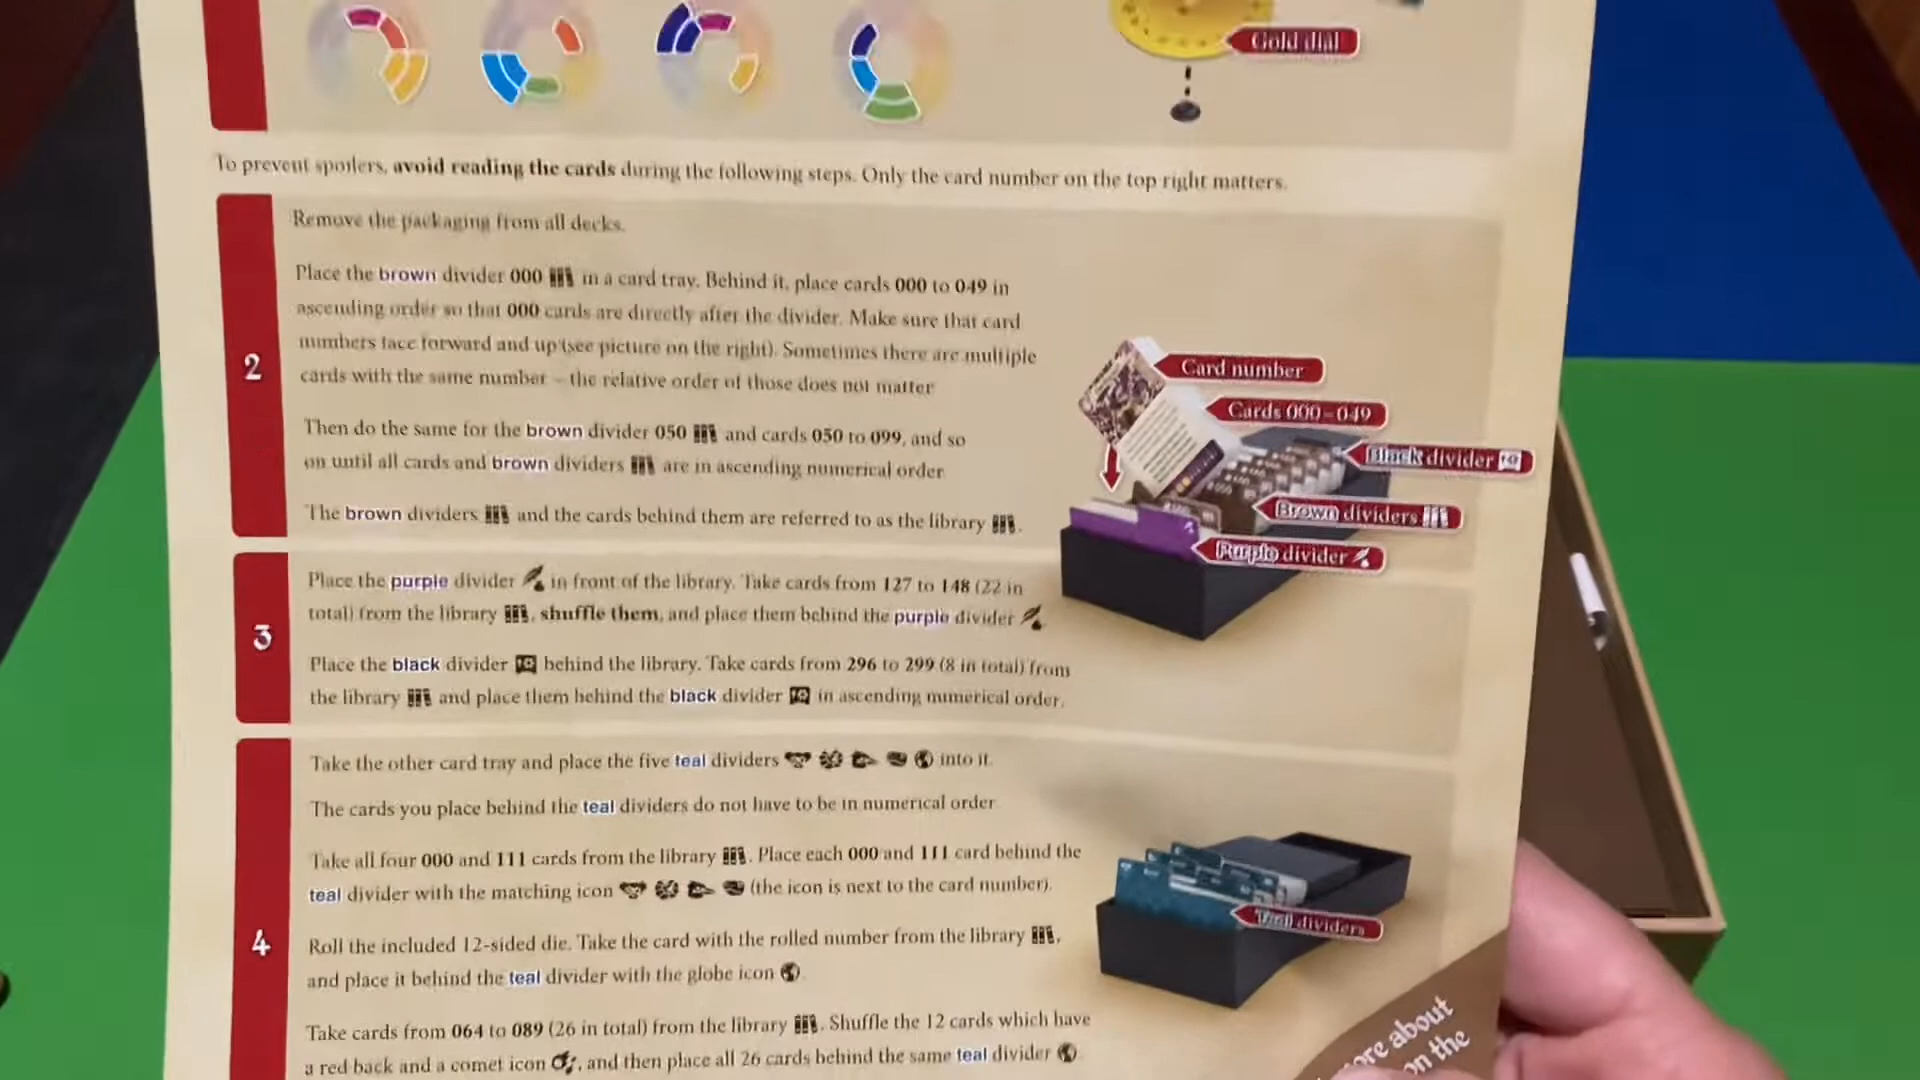 Gold dial
To prevent spoilers, avoid reading the cards during the following steps. Only the card number on the top right matters.
2
Remove the packaging from all decks.
Place the brown divider 000 in a card tray. Behind it, place cards 000 to 049 in
ascending order so that 000 cards are directly after the divider. Make sure that card
numbers face forward and up (see picture on the right). Sometimes there are multiple
cards with the same number – the relative order of those does not matter
Then do the same for the brown divider 050 and cards 050 to 099, and so
on until all cards and brown dividers are in ascending numerical order
The brown dividers and the cards behind them are referred to as the library.
Card number
Cards 000–049
Black divider
Brown dividers
Purple divider
3
Place the purple divider in front of the library. Take cards from 127 to 148 (22 in
total) from the library, shuffle them, and place them behind the purple divider
Place the black divider behind the library. Take cards from 296 to 299 (8 in total) from
the library and place them behind the black divider in ascending numerical order.
4
Take the other card tray and place the five teal dividers into it.
The cards you place behind the teal dividers do not have to be in numerical order
Take all four 000 and 111 cards from the library. Place each 000 and 111 card behind the
teal divider with the matching icon (the icon is next to the card number).
Roll the included 12-sided die. Take the card with the rolled number from the library,
and place it behind the teal divider with the globe icon.
Take cards from 064 to 089 (26 in total) from the library. Shuffle the 12 cards which have
a red back and a comet icon, and then place all 26 cards behind the same teal divider
Teal dividers
about
on the